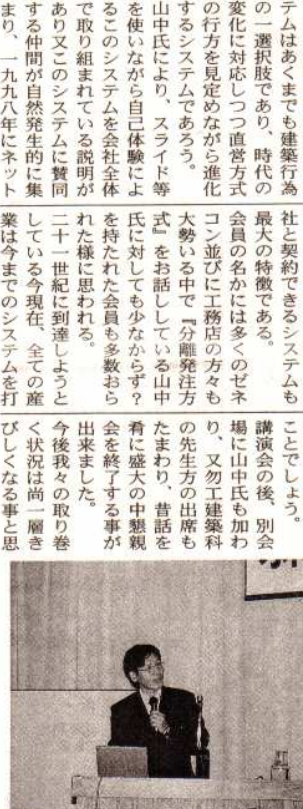 テムはあくまでも建築行為
の一選択肢であり、時代の
変化に対応しつつ直営方式
の行方を見定めながら進化
するシステムであろう。
山中氏により、スライド等
を使いながら自己体験によ
るこのシステムを会社全体
で取り組まれている説明が
あり又このシステムに賛同
する仲間が自然発生的に集
まり、一九九八年にネット
社と契約できるシステムも
最大の特徴である。
会員の名かには多くのゼネ
コン並びに工務店の方々も
大勢いる中で『分離発注方
式』をお話ししている山中
氏に対しても少なからず？
を持たれた会員も多数おら
れた様に思われる。
二十一世紀に到達しようと
している今現在、全ての産
業は今までのシステムを打
ことでしょう。
講演会の後、別会
場に山中氏も加わ
り、又勿工建築科
の先生方の出席も
たまわり、昔話を
肴に盛大の中懇親
会を終了する事が
出来ました。
今後我々の取り巻
く状況は尚一層き
びしくなる事と思